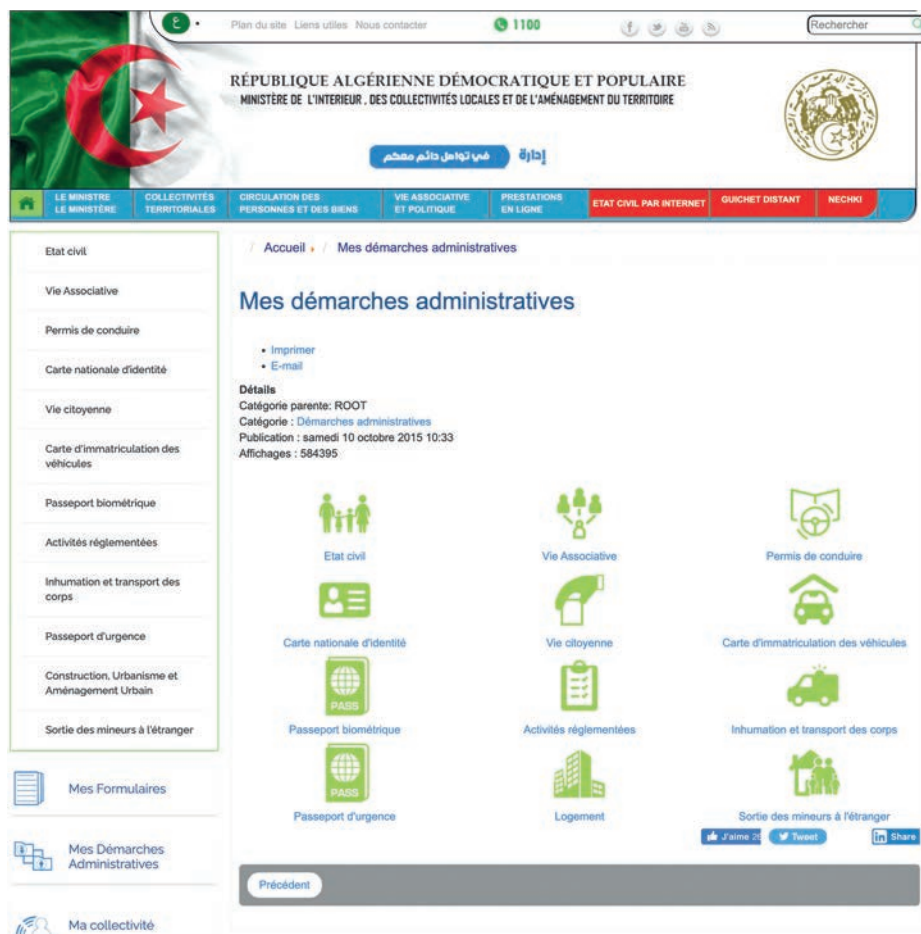 ع
Plan du site Liens utiles Nous contacter
1100
Rechercher
RÉPUBLIQUE ALGÉRIENNE DÉMOCRATIQUE ET POPULAIRE
MINISTÈRE DE L'INTERIEUR , DES COLLECTIVITÉS LOCALES ET DE L'AMÉNAGEMENT DU TERRITOIRE
إدارة في تواصل دائم معكم
LE MINISTRE
LE MINISTÈRE
COLLECTIVITÉS
TERRITORIALES
CIRCULATION DES
PERSONNES ET DES BIENS
VIE ASSOCIATIVE
ET POLITIQUE
PRESTATIONS
EN LIGNE
ETAT CIVIL PAR INTERNET
GUICHET DISTANT
NECHKI
Etat civil
Vie Associative
Permis de conduire
Carte nationale d'identité
Vie citoyenne
Carte d'immatriculation des
véhicules
Passeport biométrique
Activités réglementées
Inhumation et transport des
corps
Passeport d'urgence
Construction, Urbanisme et
Aménagement Urbain
Sortie des mineurs à l'étranger
Mes Formulaires
Mes Démarches
Administratives
Ma collectivité
/ Accueil / Mes démarches administratives
Mes démarches administratives
• Imprimer
• E-mail
Détails
Catégorie parente: ROOT
Catégorie : Démarches administratives
Publication : samedi 10 octobre 2015 10:33
Affichages : 584395
Etat civil
Vie Associative
Permis de conduire
Carte nationale d'identité
Vie citoyenne
Carte d'immatriculation des véhicules
PASS
Passeport biométrique
Activités réglementées
Inhumation et transport des corps
PASS
Passeport d'urgence
Logement
Sortie des mineurs à l'étranger
J'aime
Tweet
in Share
Précédent